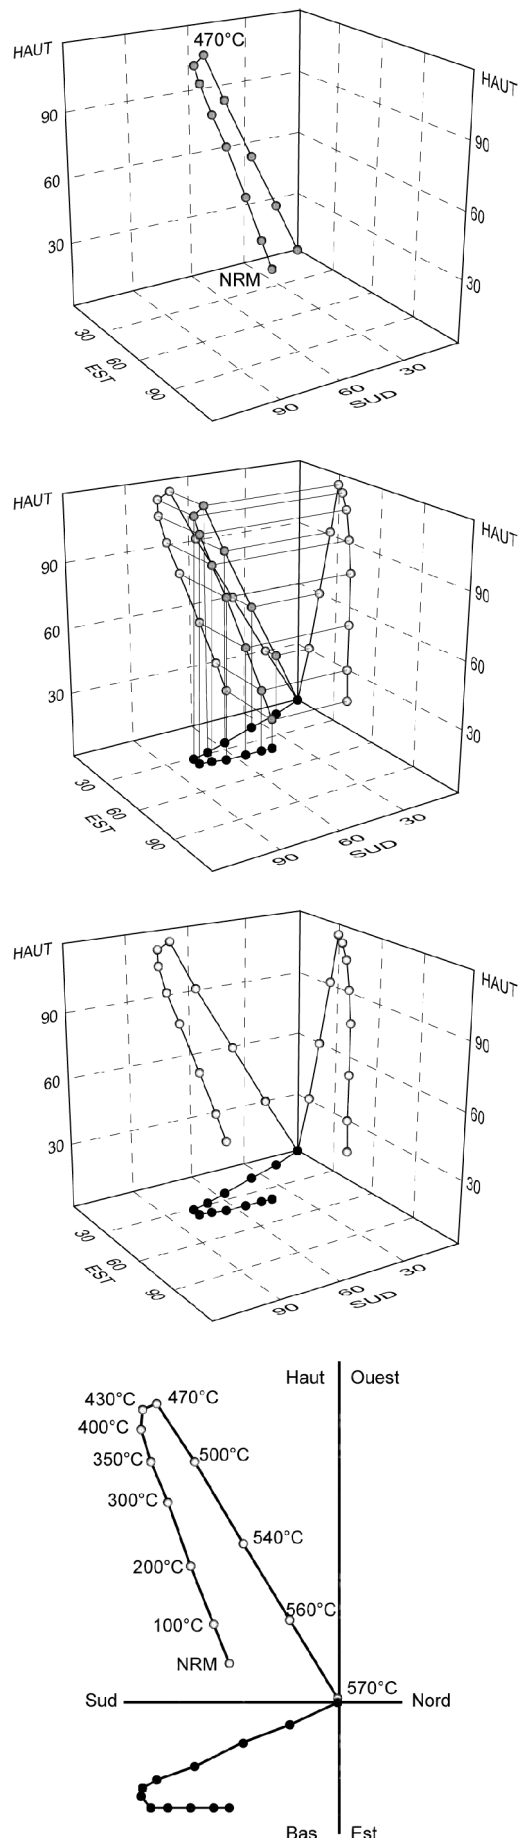 470°C
HAUT
HAUT
90
90
60
60
30
30
NRM
30
60
90
EST
30
60
90
SUD
HAUT
HAUT
90
90
60
60
30
30
30
60
90
EST
30
60
90
SUD
HAUT
HAUT
90
90
60
60
30
30
30
60
90
EST
30
60
90
SUD
Haut Ouest
430°C 470°C
400°C
350°C 500°C
300°C
540°C
200°C
560°C
100°C
NRM
570°C
Sud Nord
Bas Est